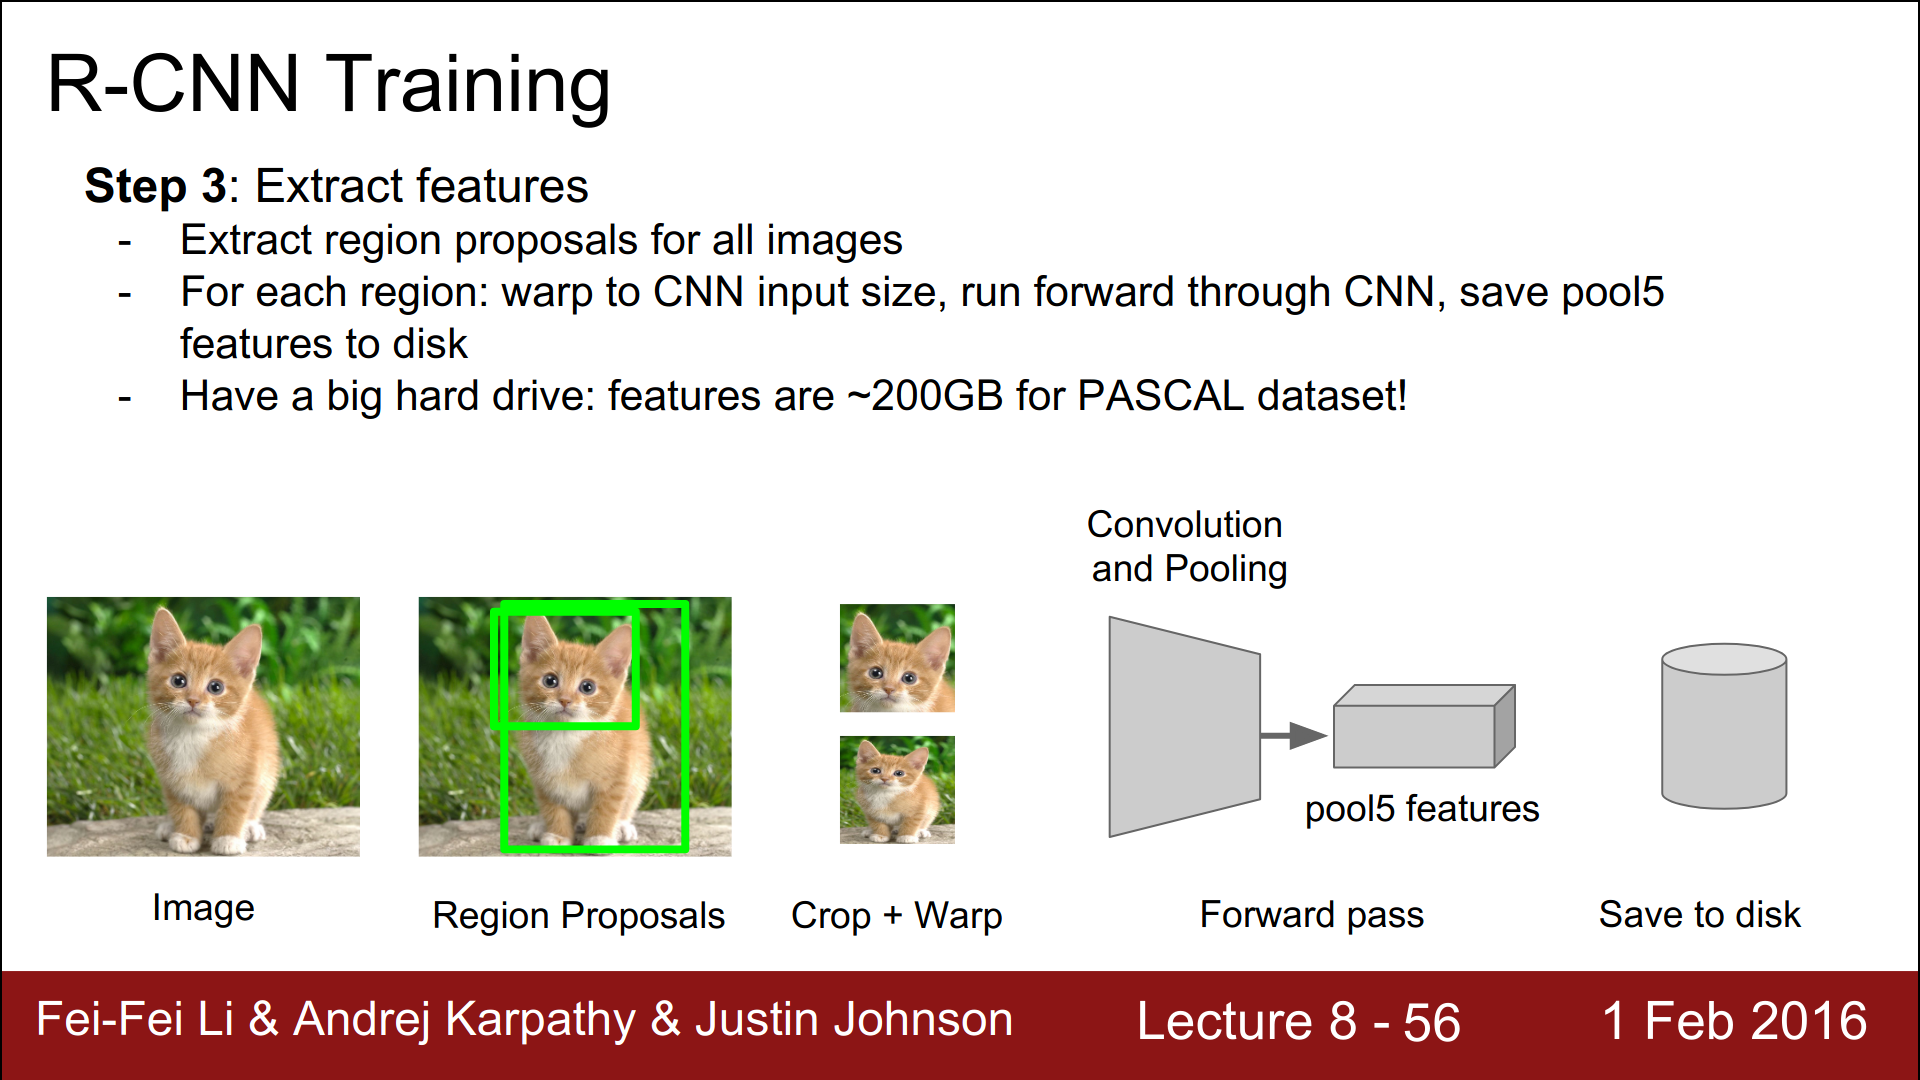 R-CNN Training
Step 3: Extract features
- Extract region proposals for all images
- For each region: warp to CNN input size, run forward through CNN, save pool5
features to disk
- Have a big hard drive: features are ~200GB for PASCAL dataset!
Convolution
and Pooling
pool5 features
Image
Region Proposals
Crop + Warp
Forward pass
Save to disk
Fei-Fei Li & Andrej Karpathy & Justin Johnson
Lecture 8 - 56
1 Feb 2016